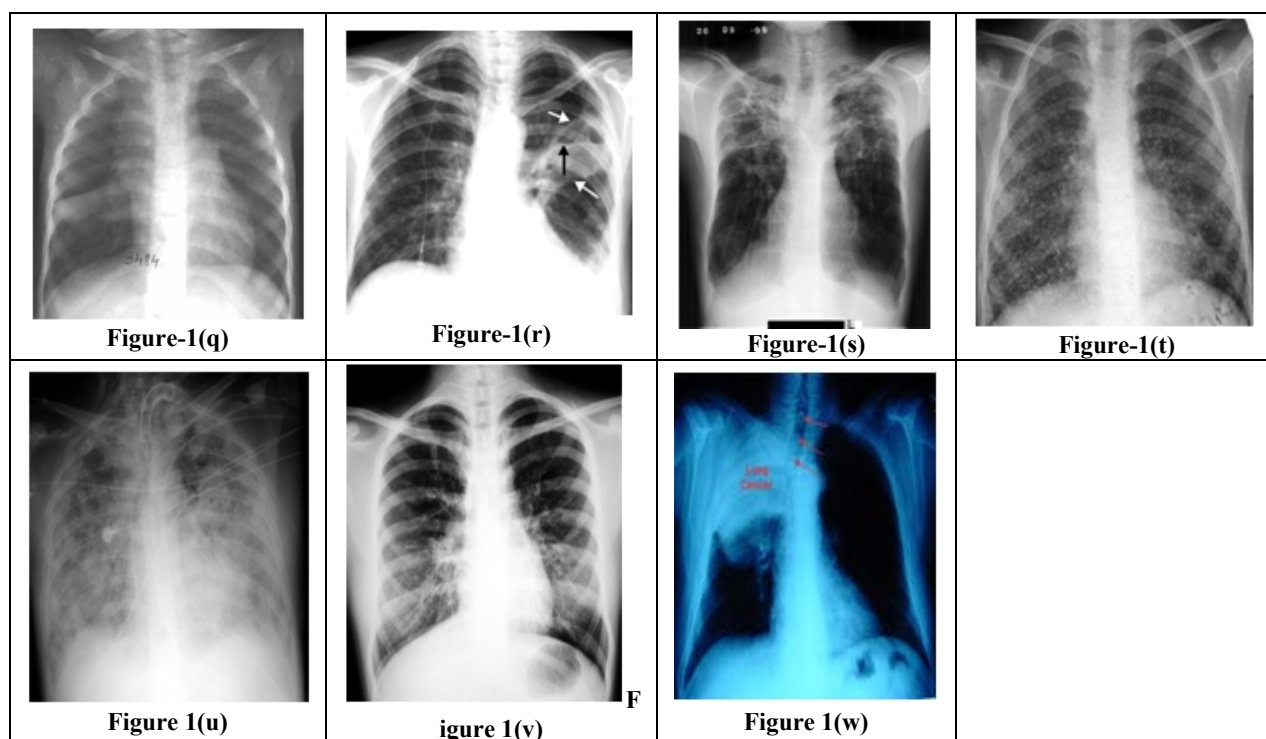 3494
Figure-1(q)
Figure-1(r)
20 09 -99
L
Figure-1(s)
Figure-1(t)
Figure 1(u)
F
igure 1(v)
Lung
Cancer
Figure 1(w)